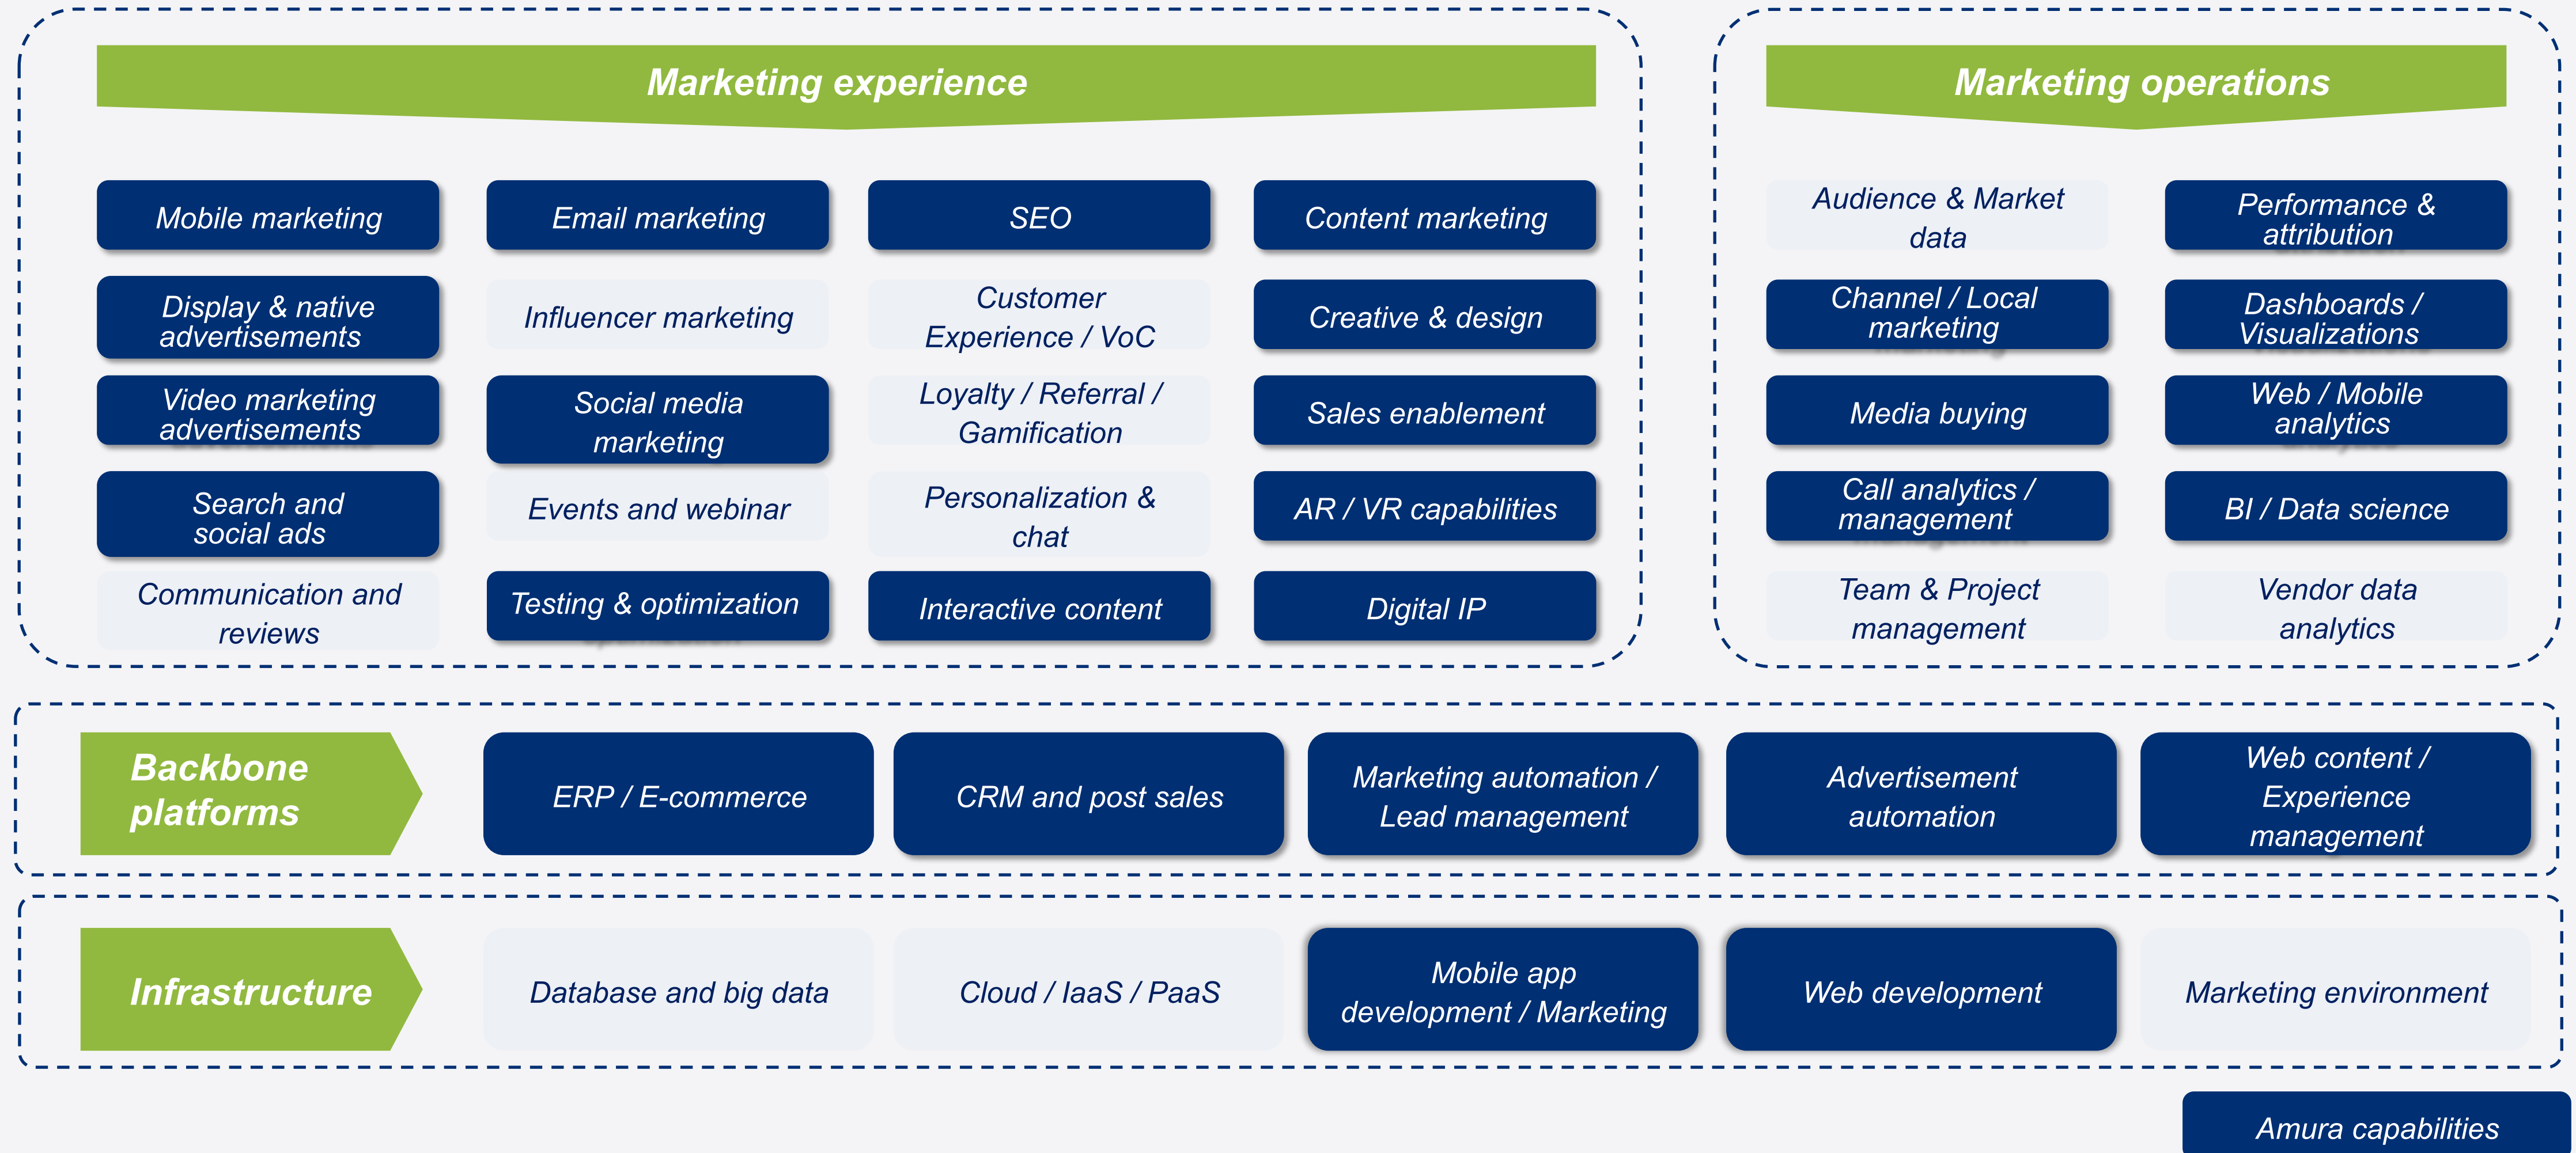 Marketing experience
Mobile marketing
Email marketing
SEO
Content marketing
Display & native
advertisements
Influencer marketing
Customer
Experience / VoC
Creative & design
Video marketing
advertisements
Social media
marketing
Loyalty / Referral /
Gamification
Sales enablement
Search and
social ads
Events and webinar
Personalization &
chat
AR / VR capabilities
Communication and
reviews
Testing & optimization
Interactive content
Digital IP
Marketing operations
Audience & Market
data
Performance &
attribution
Channel / Local
marketing
Dashboards /
Visualizations
Media buying
Web / Mobile
analytics
Call analytics /
management
BI / Data science
Team & Project
management
Vendor data
analytics
Backbone
platforms
ERP / E-commerce
CRM and post sales
Marketing automation /
Lead management
Advertisement
automation
Web content /
Experience
management
Infrastructure
Database and big data
Cloud / IaaS / PaaS
Mobile app
development / Marketing
Web development
Marketing environment
Amura capabilities